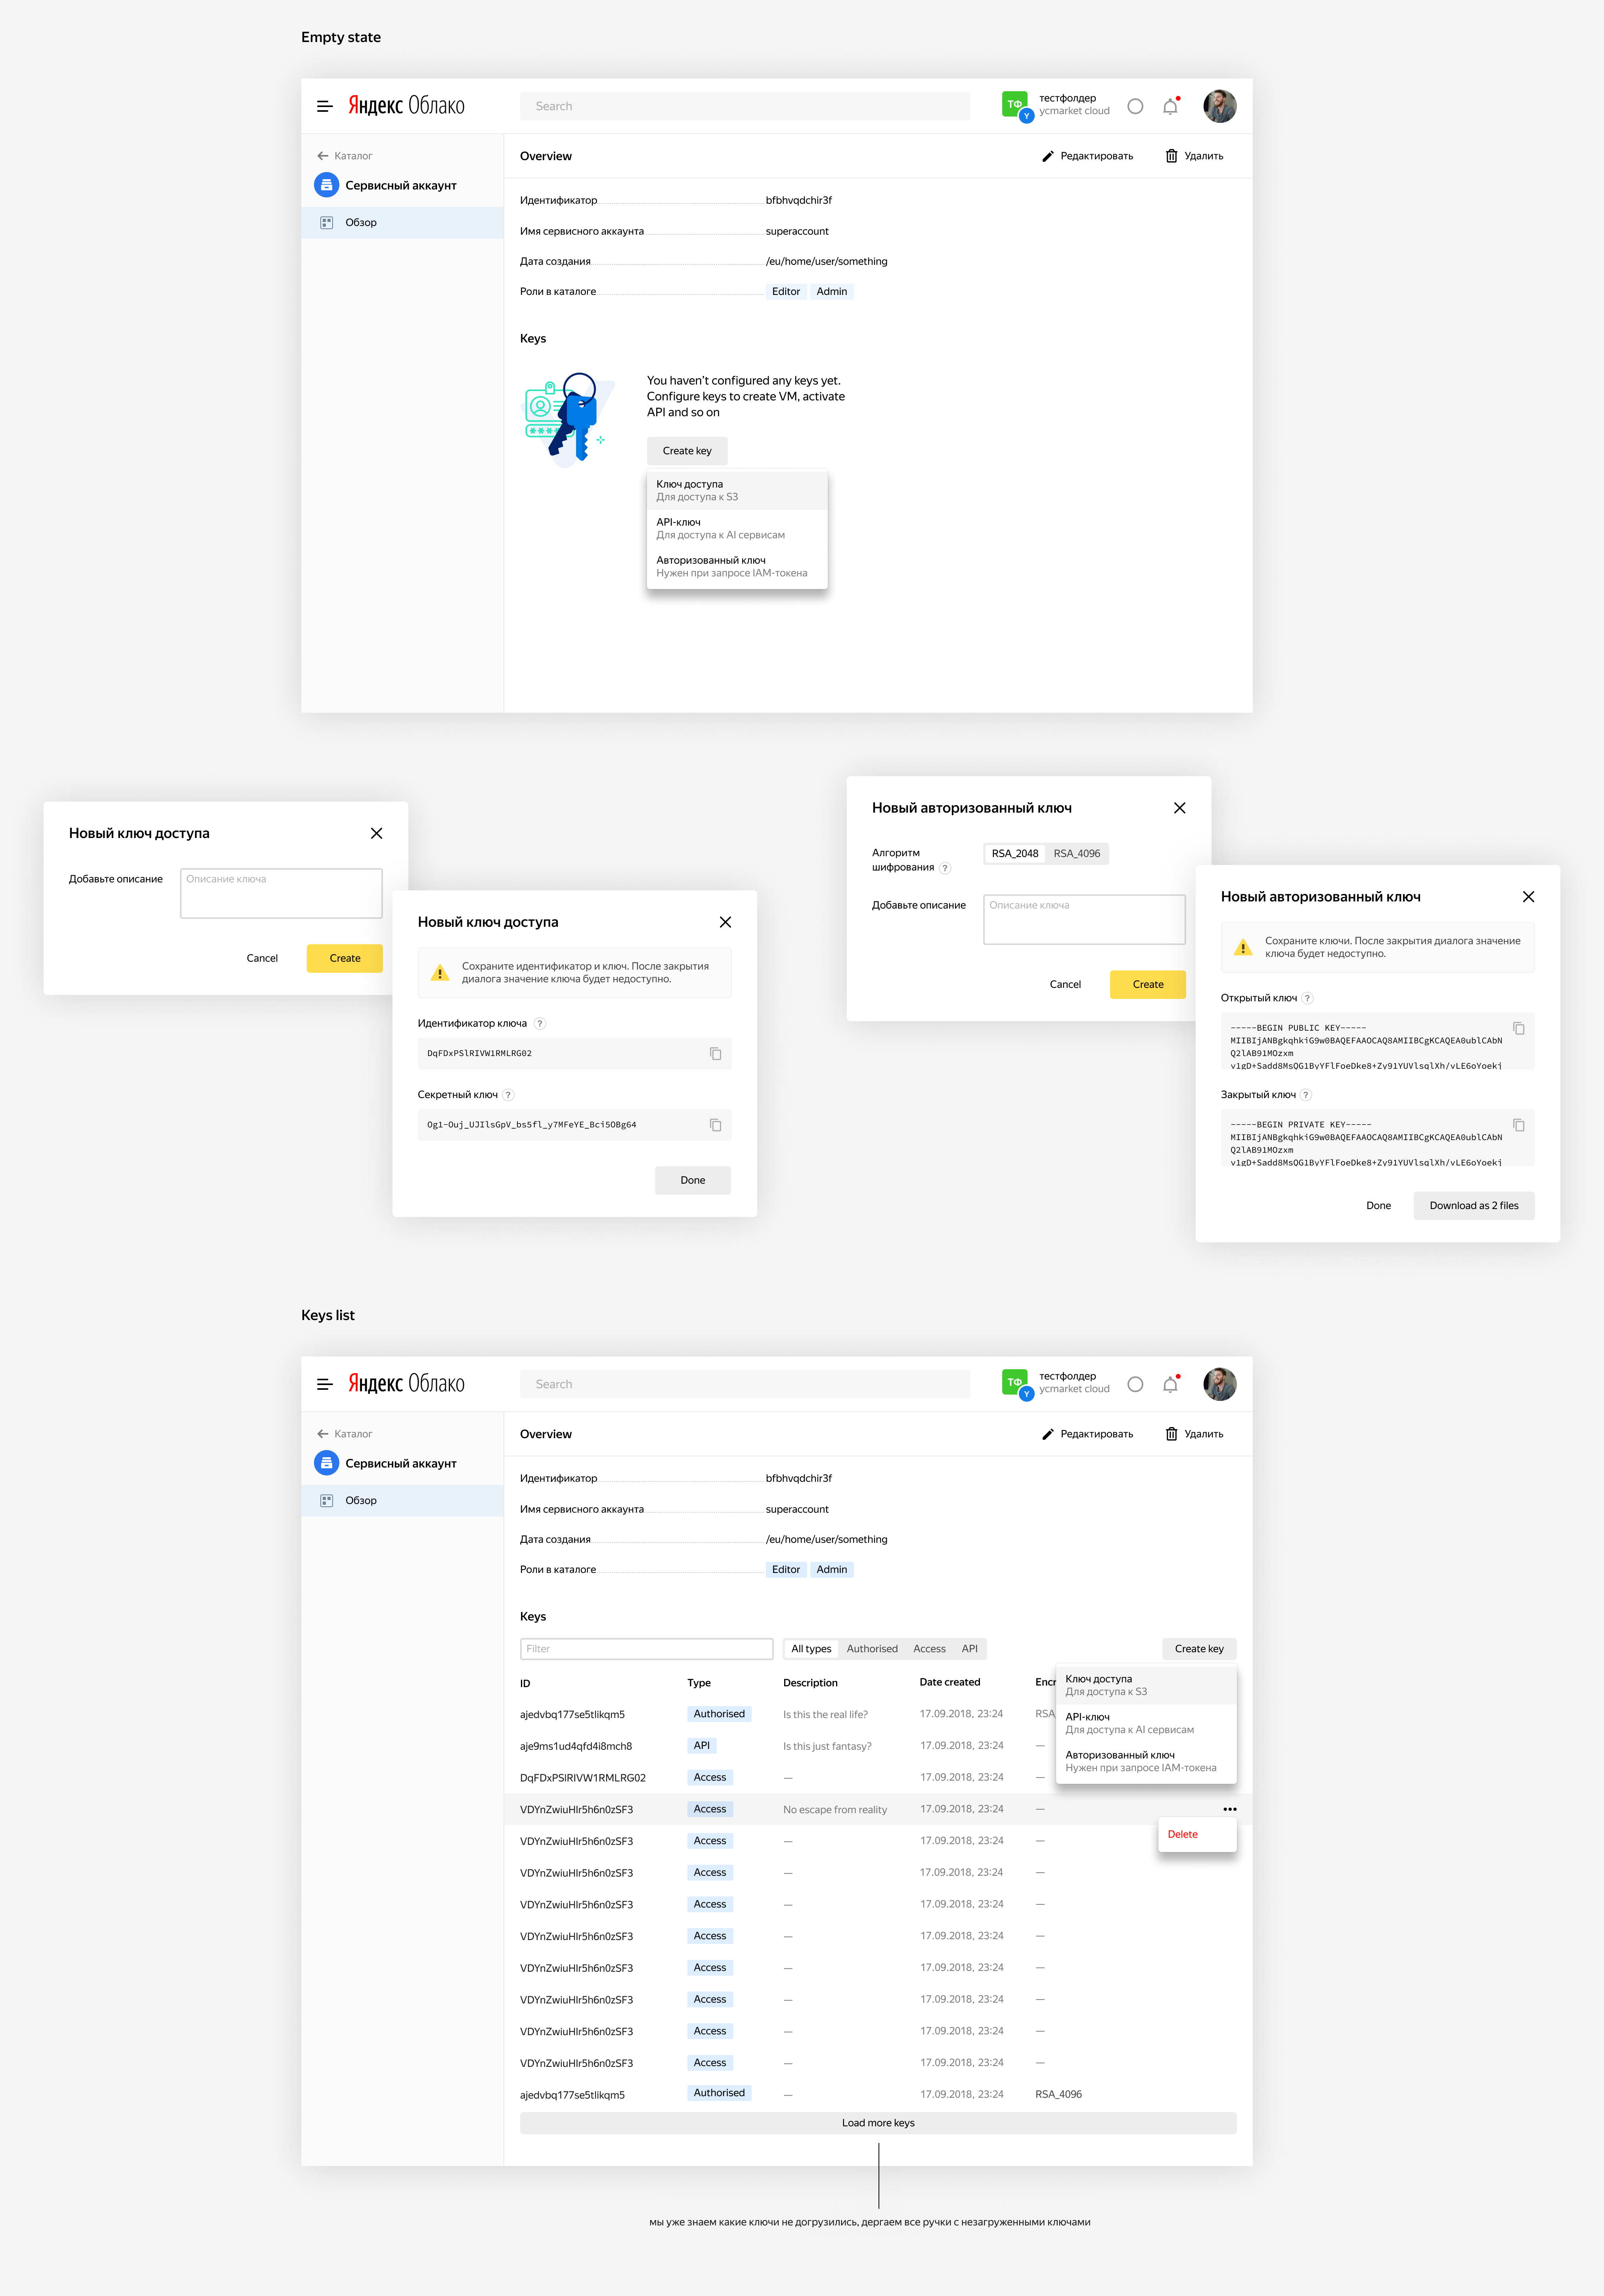 Empty state
Яндекс Облако
Search
ТФ
Y
тестфолдер
ycmarket cloud
Каталог
Сервисный аккаунт
Обзор
Overview
Редактировать
Удалить
Идентификатор bfbhvqdchir3f
Имя сервисного аккаунта superaccount
Дата создания /eu/home/user/something
Роли в каталоге Editor Admin
Keys
You haven't configured any keys yet.
Configure keys to create VM, activate
API and so on
Create key
Ключ доступа
Для доступа к S3
API-ключ
Для доступа к AI сервисам
Авторизованный ключ
Нужен при запросе IAM-токена
Новый ключ доступа
Добавьте описание
Описание ключа
Cancel
Create
Новый ключ доступа
Сохраните идентификатор и ключ. После закрытия
диалога значение ключа будет недоступно.
Идентификатор ключа ?
DqFDxPSlRIVW1RMLRG02
Секретный ключ ?
Og1-Ouj_UJIlsGpV_bs5fl_y7MFeYE_Bci5OBg64
Done
Новый авторизованный ключ
Алгоритм
шифрования ?
RSA_2048 RSA_4096
Добавьте описание
Описание ключа
Cancel
Create
Новый авторизованный ключ
Сохраните ключи. После закрытия диалога значение
ключа будет недоступно.
Открытый ключ ?
-----BEGIN PUBLIC KEY-----
MIIBIjANBgkqhkiG9w0BAQEFAAOCAQ8AMIIBCgKCAQEA0ublCAbN
Q2lAB91MOzxm
v1gD+Sadd8MsQG1ByYFlFoeDke8+Zy91YUVlsqlXh/vLE6oYoekj
Закрытый ключ ?
-----BEGIN PRIVATE KEY-----
MIIBIjANBgkqhkiG9w0BAQEFAAOCAQ8AMIIBCgKCAQEA0ublCAbN
Q2lAB91MOzxm
v1gD+Sadd8MsQG1ByYFlFoeDke8+Zy91YUVlsqlXh/vLE6oYoekj
Done
Download as 2 files
Keys list
Яндекс Облако
Search
ТФ
Y
тестфолдер
ycmarket cloud
Каталог
Сервисный аккаунт
Обзор
Overview
Редактировать
Удалить
Идентификатор bfbhvqdchir3f
Имя сервисного аккаунта superaccount
Дата создания /eu/home/user/something
Роли в каталоге Editor Admin
Keys
Filter
All types Authorised Access API
Create key
Ключ доступа
Для доступа к S3
API-ключ
Для доступа к AI сервисам
Авторизованный ключ
Нужен при запросе IAM-токена
ID Type Description Date created Encr
ajedvbq177se5tlikqm5 Authorised Is this the real life? 17.09.2018, 23:24 RSA_
aje9ms1ud4qfd4i8mch8 API Is this just fantasy? 17.09.2018, 23:24 —
DqFDxPSlRIVW1RMLRG02 Access — 17.09.2018, 23:24 —
VDYnZwiuHIr5h6n0zSF3 Access No escape from reality 17.09.2018, 23:24 —
Delete
VDYnZwiuHIr5h6n0zSF3 Access — 17.09.2018, 23:24 —
VDYnZwiuHIr5h6n0zSF3 Access — 17.09.2018, 23:24 —
VDYnZwiuHIr5h6n0zSF3 Access — 17.09.2018, 23:24 —
VDYnZwiuHIr5h6n0zSF3 Access — 17.09.2018, 23:24 —
VDYnZwiuHIr5h6n0zSF3 Access — 17.09.2018, 23:24 —
VDYnZwiuHIr5h6n0zSF3 Access — 17.09.2018, 23:24 —
VDYnZwiuHIr5h6n0zSF3 Access — 17.09.2018, 23:24 —
VDYnZwiuHIr5h6n0zSF3 Access — 17.09.2018, 23:24 —
ajedvbq177se5tlikqm5 Authorised — 17.09.2018, 23:24 RSA_4096
Load more keys
мы уже знаем какие ключи не догрузились, дергаем все ручки с незагруженными ключами